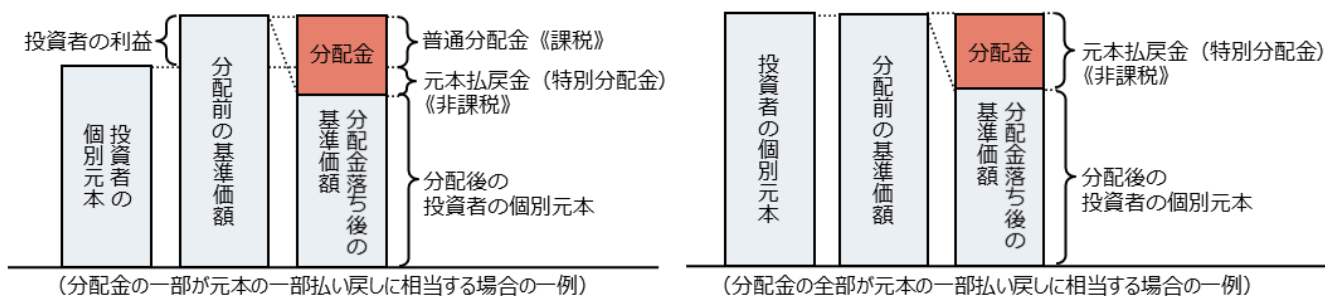 投資者の利益
投資者の
個別元本
分配前の基準価額
分配金
分配金落ち後の
基準価額
普通分配金《課税》
元本払戻金（特別分配金）
《非課税》
分配後の
投資者の個別元本
（分配金の一部が元本の一部払い戻しに相当する場合の一例）
投資者の個別元本
分配前の基準価額
分配金
分配金落ち後の
基準価額
元本払戻金（特別分配金）
《非課税》
分配後の
投資者の個別元本
（分配金の全部が元本の一部払い戻しに相当する場合の一例）